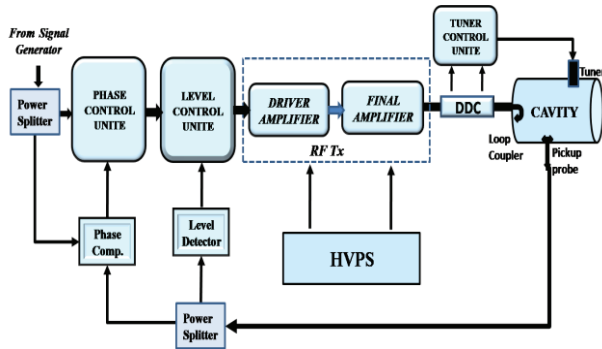 From Signal
Generator
Power
Splitter
PHASE
CONTROL
UNITE
LEVEL
CONTROL
UNITE
DRIVER
AMPLIFIER
FINAL
AMPLIFIER
RF Tx
TUNER
CONTROL
UNITE
DDC
Tuner
CAVITY
Loop
Coupler
Pickup
probe
Phase
Comp.
Level
Detector
HVPS
Power
Splitter